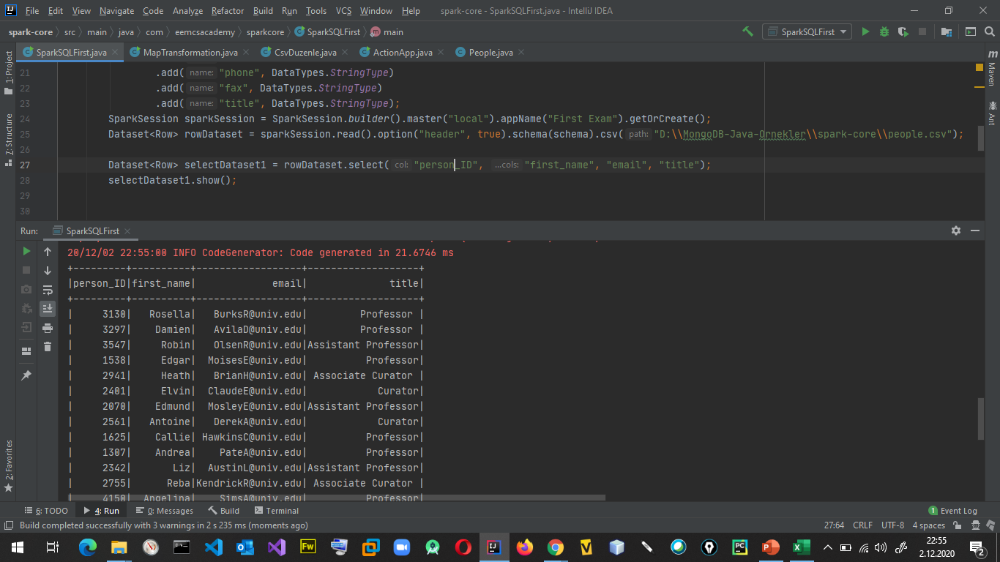 File Edit View Navigate Code Analyze Refactor Build Run Tools VCS Window Help spark-core - SparkSQLFirst.java - IntelliJ IDEA
spark-core src main java com eemcsacademy sparkcore SparkSQLFirst main SparkSQLFirst
SparkSQLFirst.java MapTransformation.java CsvDuzenle.java ActionApp.java People.java
1: Project
7: Structure
2: Favorites
Maven
Ant
21 .add( name: "phone", DataTypes.StringType)
22 .add( name: "fax", DataTypes.StringType)
23 .add( name: "title", DataTypes.StringType);
24 SparkSession sparkSession = SparkSession.builder().master("local").appName("First Exam").getOrCreate();
25 Dataset<Row> rowDataset = sparkSession.read().option("header", true).schema(schema).csv( path: "D:\\MongoDB-Java-Ornekler\\spark-core\\people.csv");
26
27 Dataset<Row> selectDataset1 = rowDataset.select( col: "person_ID", ...cols: "first_name", "email", "title");
28 selectDataset1.show();
29
30
Run: SparkSQLFirst
20/12/02 22:55:00 INFO CodeGenerator: Code generated in 21.6746 ms
+---------+----------+------------------+-------------------+
|person_ID|first_name|             email|              title|
+---------+----------+------------------+-------------------+
|     3130|   Rosella|   BurksR@univ.edu|         Professor |
|     3297|    Damien|   AvilaD@univ.edu|         Professor |
|     3547|     Robin|   OlsenR@univ.edu|Assistant Professor|
|     1538|     Edgar|  MoisesE@univ.edu|          Professor|
|     2941|     Heath|   BrianH@univ.edu| Associate Curator |
|     2401|     Elvin|  ClaudeE@univ.edu|            Curator|
|     2070|    Edmund|  MosleyE@univ.edu|Assistant Professor|
|     2561|   Antoine|   DerekA@univ.edu|            Curator|
|     1625|    Callie| HawkinsC@univ.edu|          Professor|
|     1307|    Andrea|    PateA@univ.edu|          Professor|
|     2342|       Liz|  AustinL@univ.edu|Assistant Professor|
|     2755|      Reba|KendrickR@univ.edu| Associate Curator |
|     4150|  Angelina|    SimsA@univ.edu|          Professor|
6: TODO 4: Run 0: Messages Build Terminal 1 Event Log
Build completed successfully with 3 warnings in 2 s 235 ms (moments ago) 27:64 CRLF UTF-8 4 spaces
22:55
2.12.2020
2